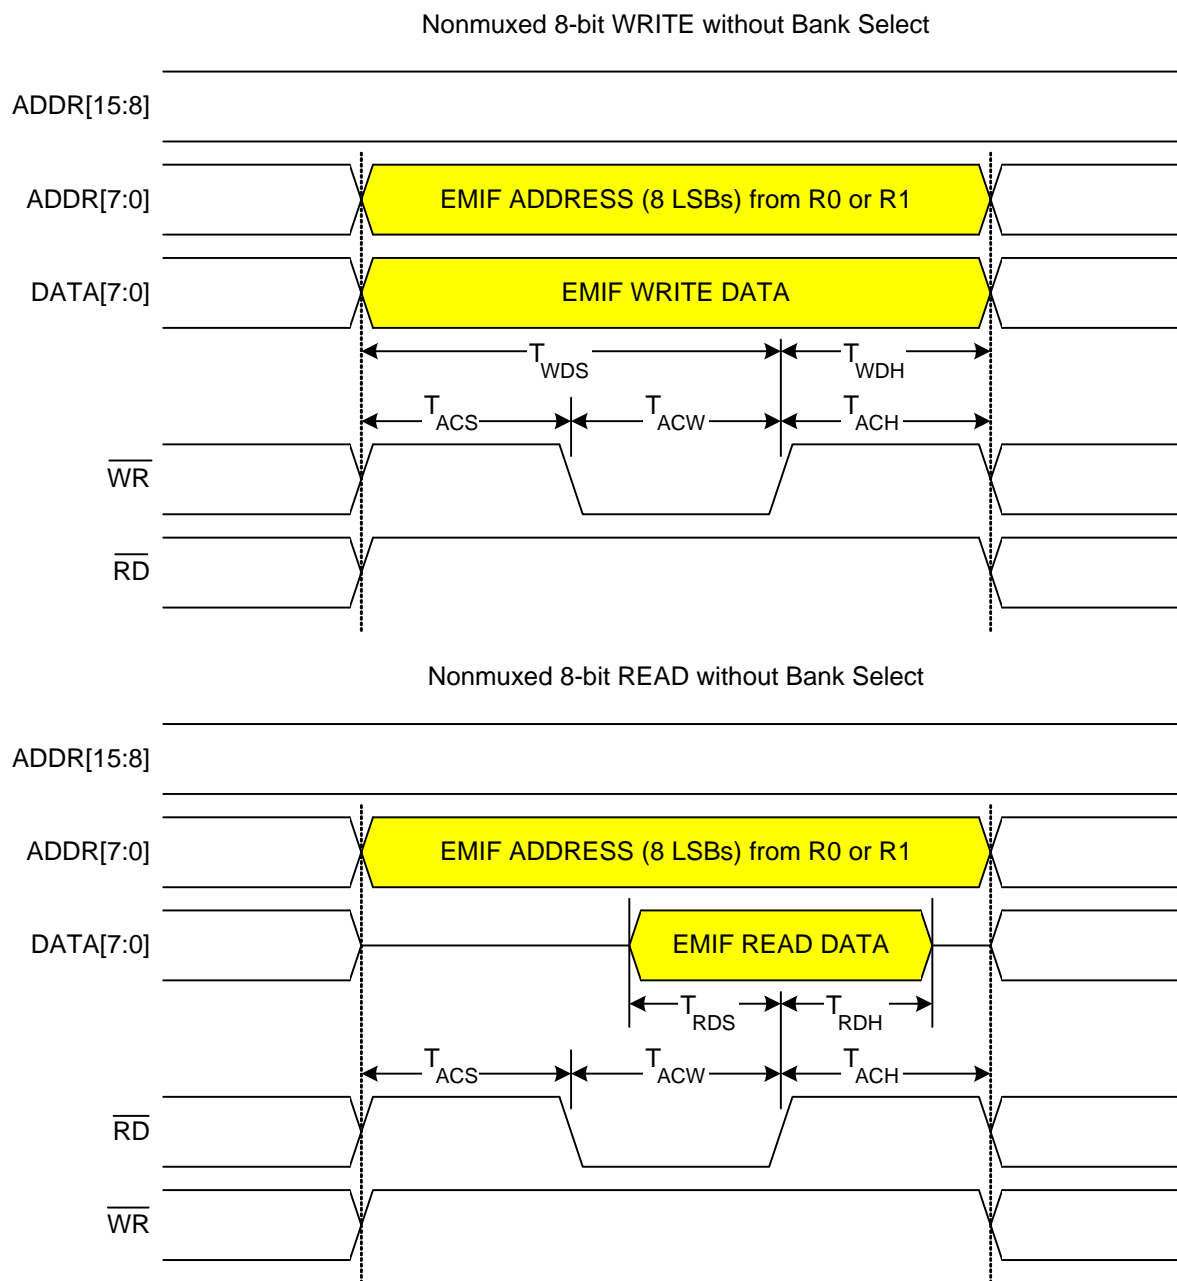 Nonmuxed 8-bit WRITE without Bank Select
ADDR[15:8]
ADDR[7:0]
EMIF ADDRESS (8 LSBs) from R0 or R1
DATA[7:0]
EMIF WRITE DATA
TWDS TWDH
TACS TACW TACH
WR
RD
Nonmuxed 8-bit READ without Bank Select
ADDR[15:8]
ADDR[7:0]
EMIF ADDRESS (8 LSBs) from R0 or R1
DATA[7:0]
EMIF READ DATA
TRDS TRDH
TACS TACW TACH
RD
WR